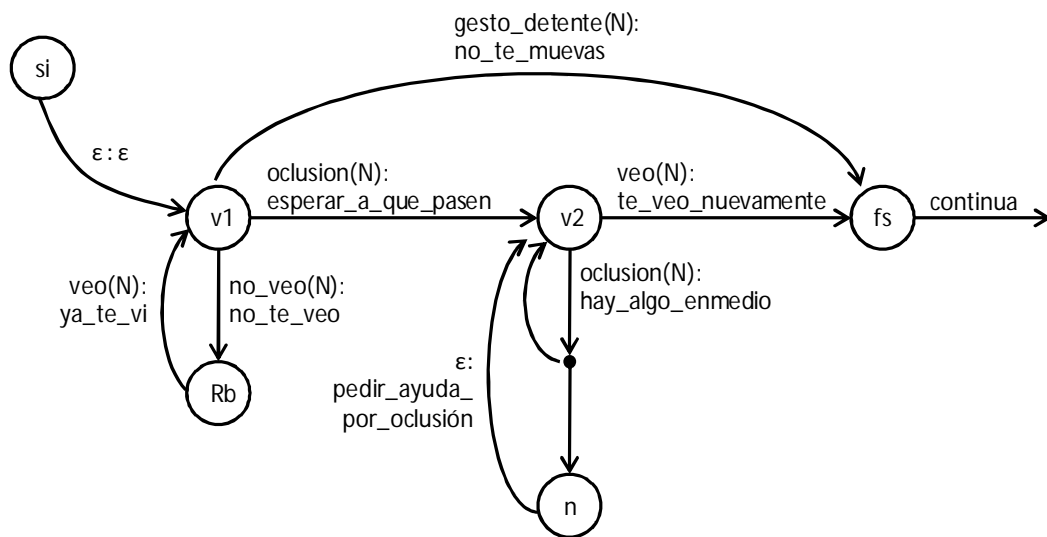 gesto_detente(N):
no_te_muevas
si
ε : ε
oclusion(N):
esperar_a_que_pasen
veo(N):
te_veo_nuevamente
v1
v2
fs
continua
veo(N):
ya_te_vi
no_veo(N):
no_te_veo
oclusion(N):
hay_algo_enmedio
ε:
pedir_ayuda_
por_oclusión
Rb
n